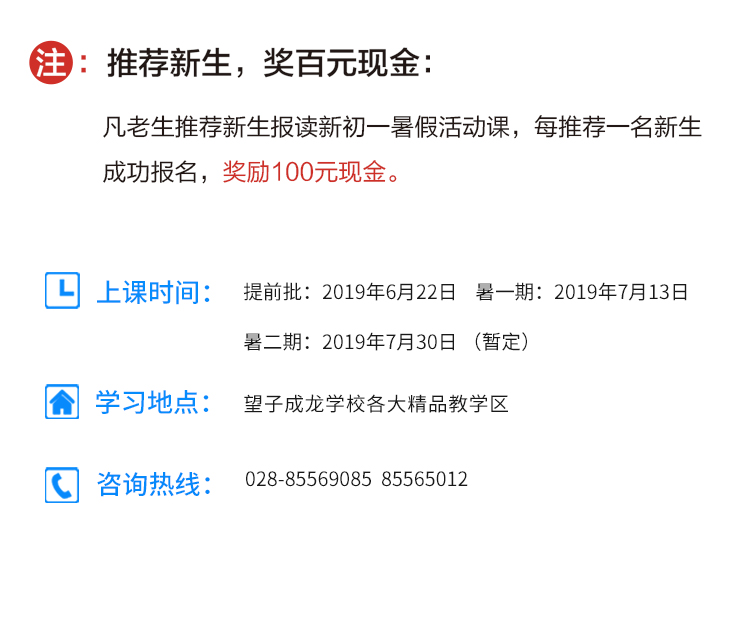 注：推荐新生，奖百元现金：
凡老生推荐新生报读新初一暑假活动课，每推荐一名新生
成功报名，奖励100元现金。
上课时间： 提前批：2019年6月22日 暑一期：2019年7月13日
暑二期：2019年7月30日 （暂定）
学习地点： 望子成龙学校各大精品教学区
咨询热线： 028-85569085 85565012